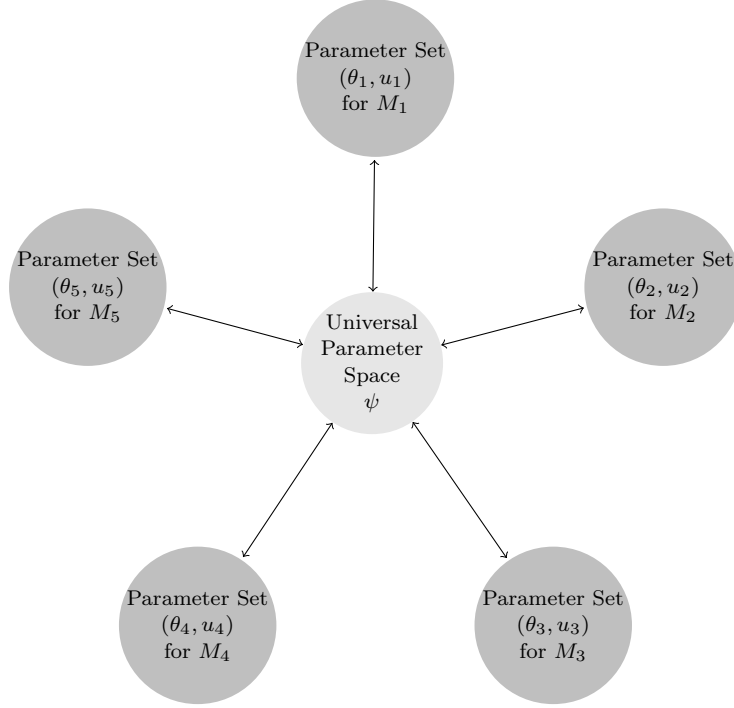 Parameter Set
(θ₁, u₁)
for M₁
Parameter Set
(θ₅, u₅)
for M₅
Parameter Set
(θ₂, u₂)
for M₂
Universal
Parameter
Space
ψ
Parameter Set
(θ₄, u₄)
for M₄
Parameter Set
(θ₃, u₃)
for M₃